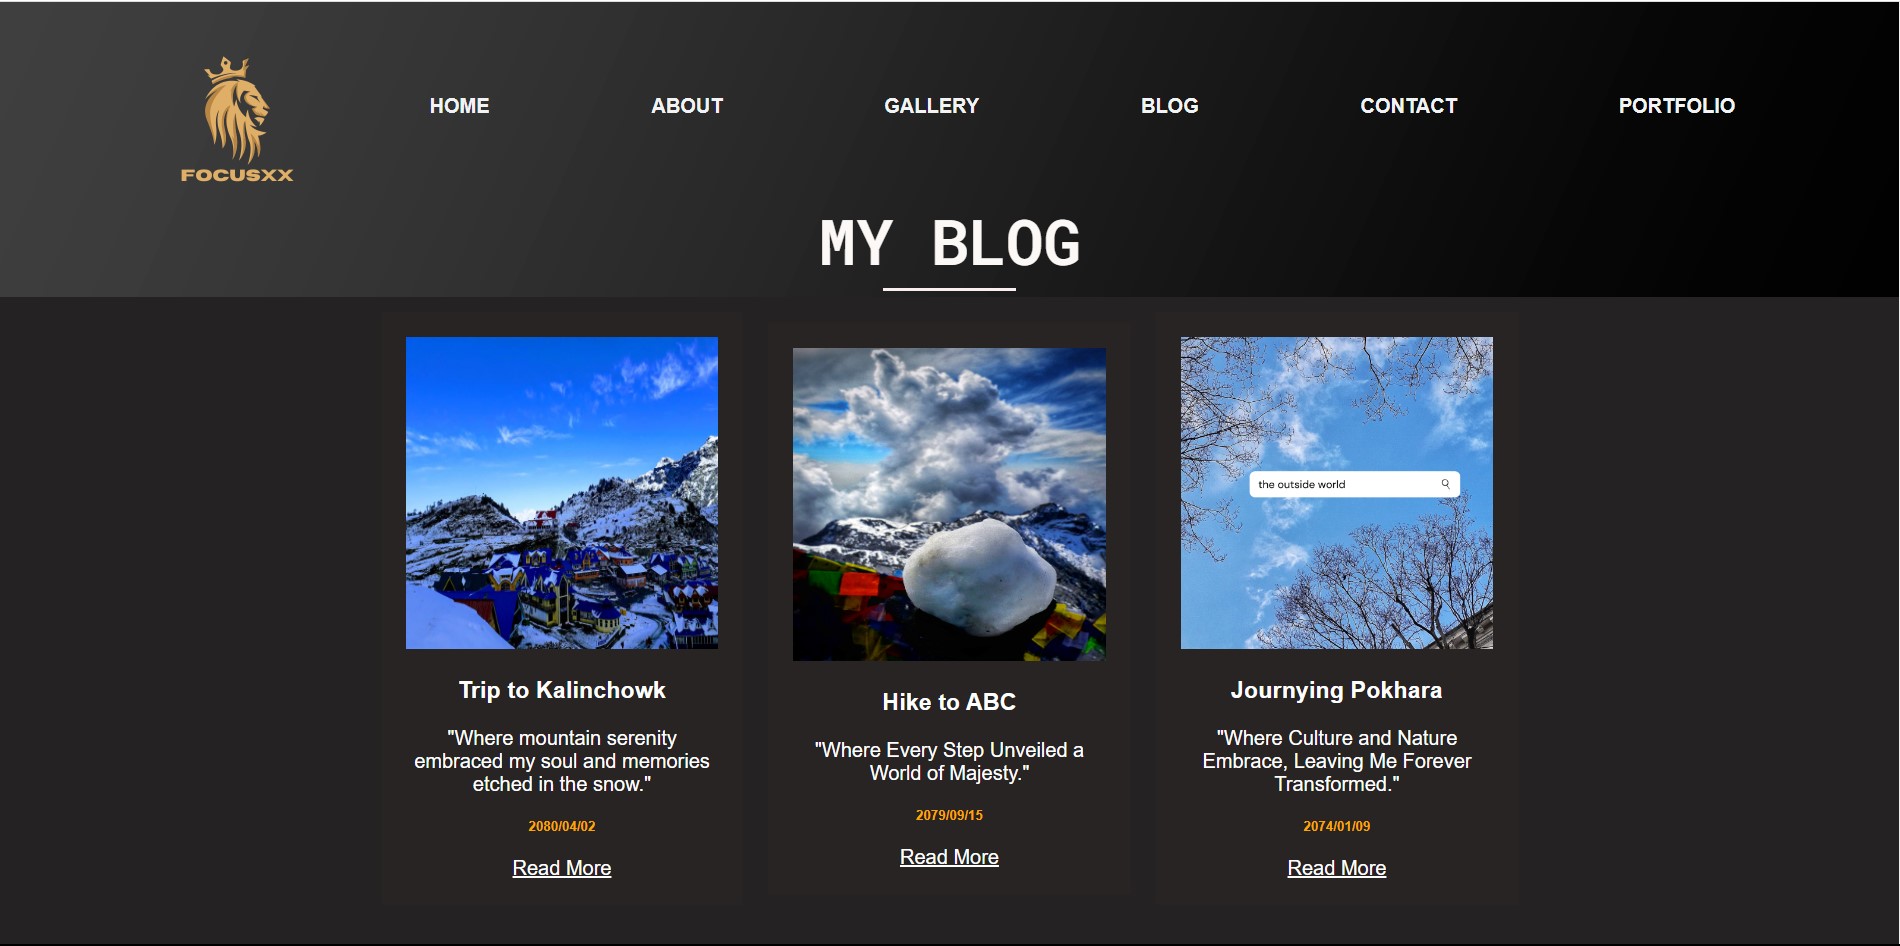 FOCUSXX
HOME
ABOUT
GALLERY
BLOG
CONTACT
PORTFOLIO
MY BLOG
Trip to Kalinchowk
"Where mountain serenity
embraced my soul and memories
etched in the snow."
2080/04/02
Read More
Hike to ABC
"Where Every Step Unveiled a
World of Majesty."
2079/09/15
Read More
the outside world
Journying Pokhara
"Where Culture and Nature
Embrace, Leaving Me Forever
Transformed."
2074/01/09
Read More